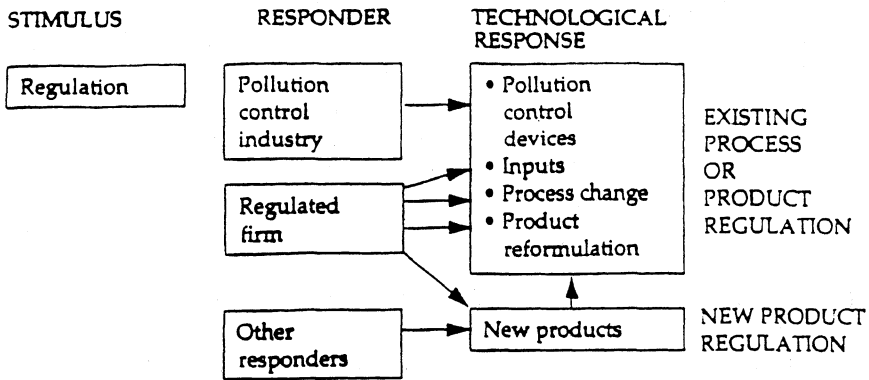 STIMULUS
RESPONDER
TECHNOLOGICAL
RESPONSE
Regulation
Pollution
control
industry
• Pollution
control
devices
• Inputs
• Process change
• Product
reformulation
EXISTING
PROCESS
OR
PRODUCT
REGULATION
Regulated
firm
Other
responders
New products
NEW PRODUCT
REGULATION